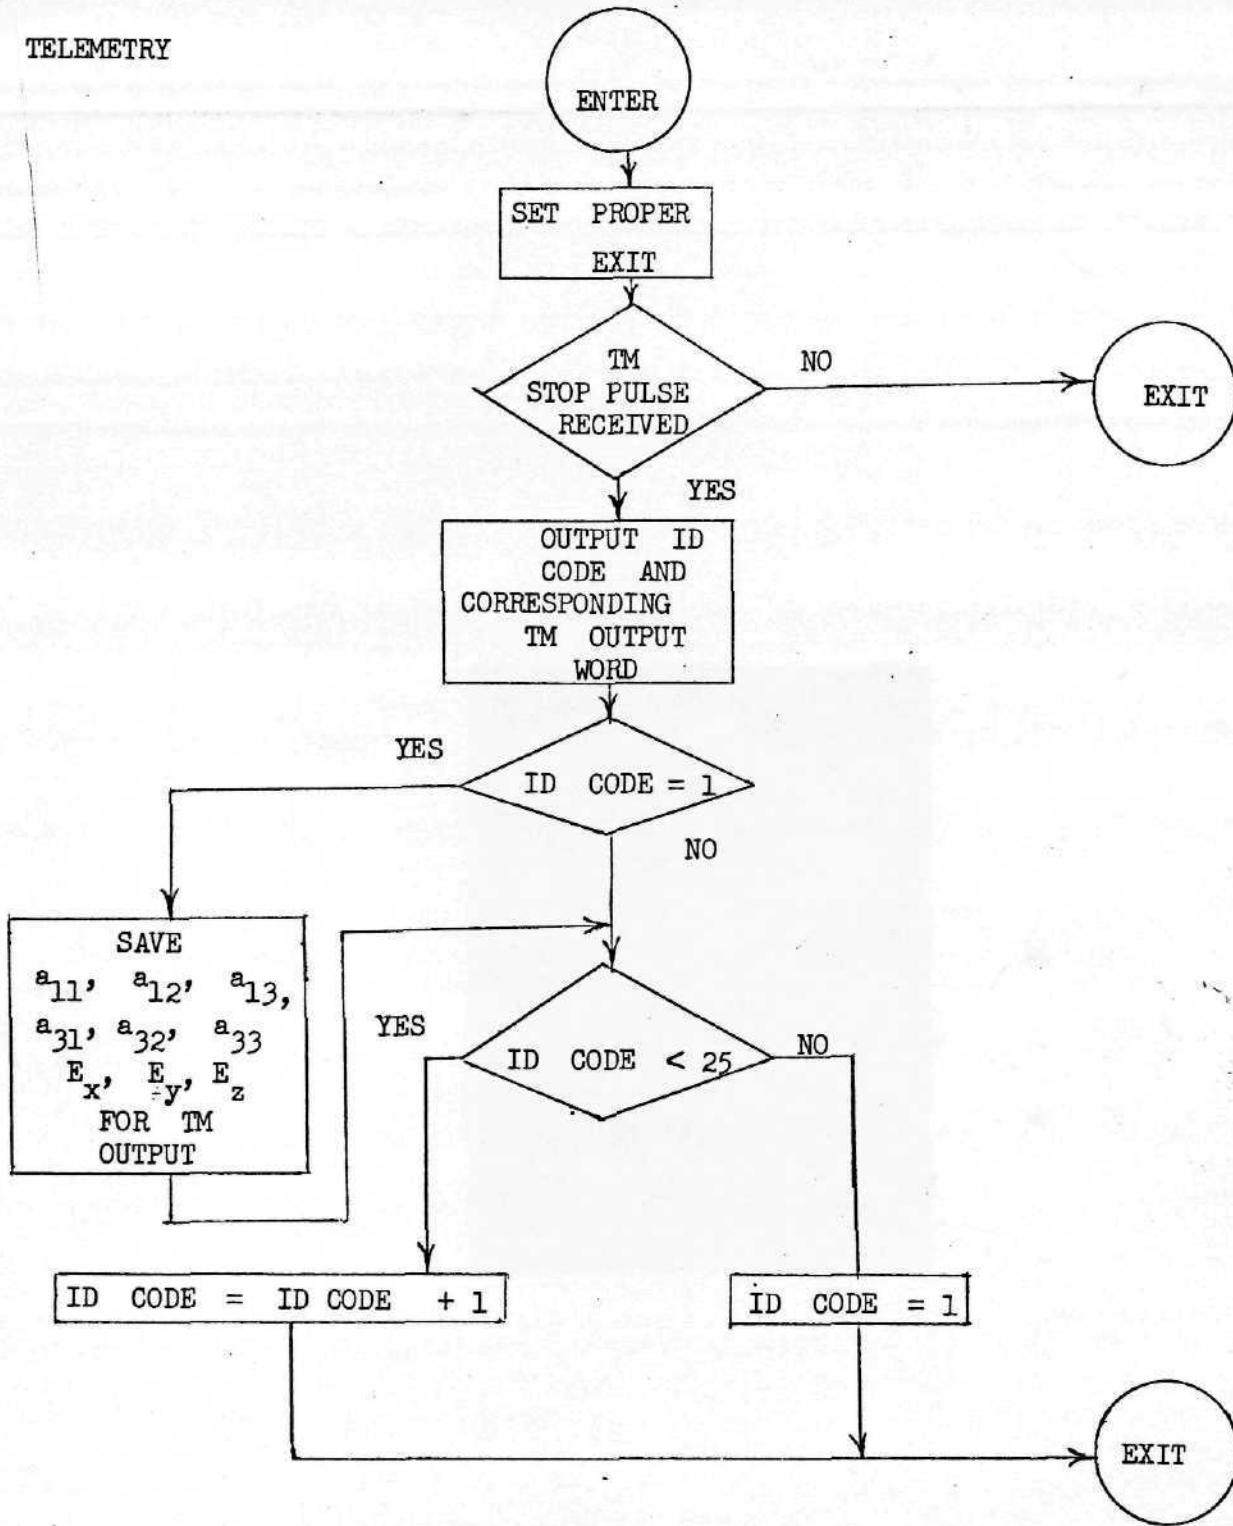 TELEMETRY
ENTER
SET PROPER
EXIT
TM
STOP PULSE
RECEIVED
NO
EXIT
YES
OUTPUT ID
CODE AND
CORRESPONDING
TM OUTPUT
WORD
YES
ID CODE = 1
NO
SAVE
a11, a12, a13,
a31, a32, a33
Ex, Ey, Ez
FOR TM
OUTPUT
YES
ID CODE < 25
NO
ID CODE = ID CODE + 1
ID CODE = 1
EXIT